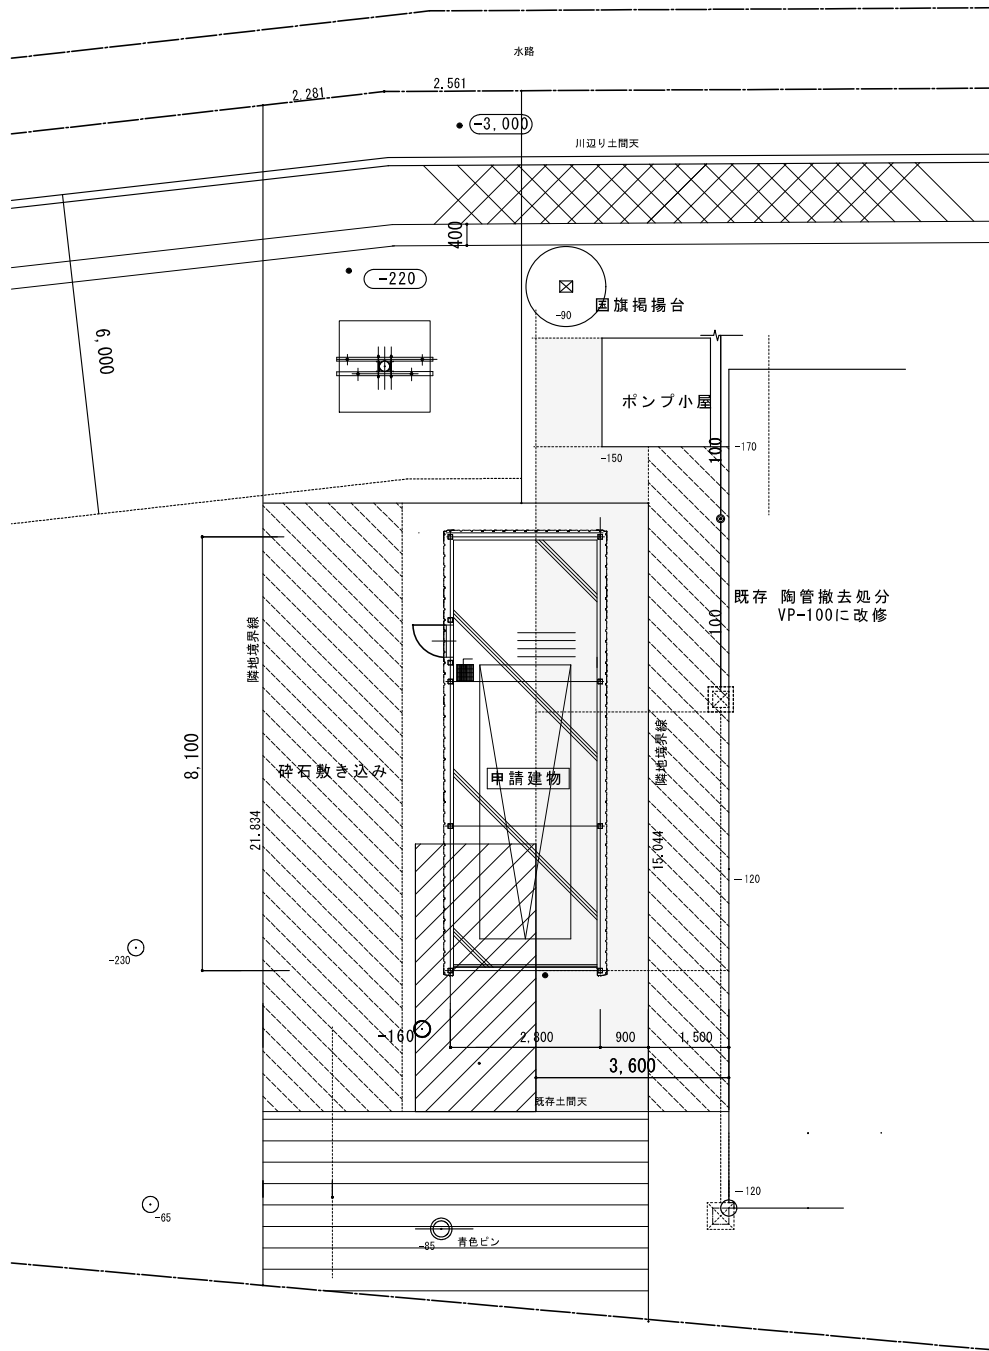 水路
2.281
2.561
-3,000
川辺り土間天
400
-220
6,000
国旗掲揚台
-90
ポンプ小屋
100
-170
-150
既存 陶管撤去処分
VP-100に改修
100
隣地境界線
隣地境界線
8,100
砕石敷き込み
申請建物
21.834
15.044
-120
-230
-160
2,800
900
1,500
3,600
既存土間天
-120
-65
-85
青色ピン